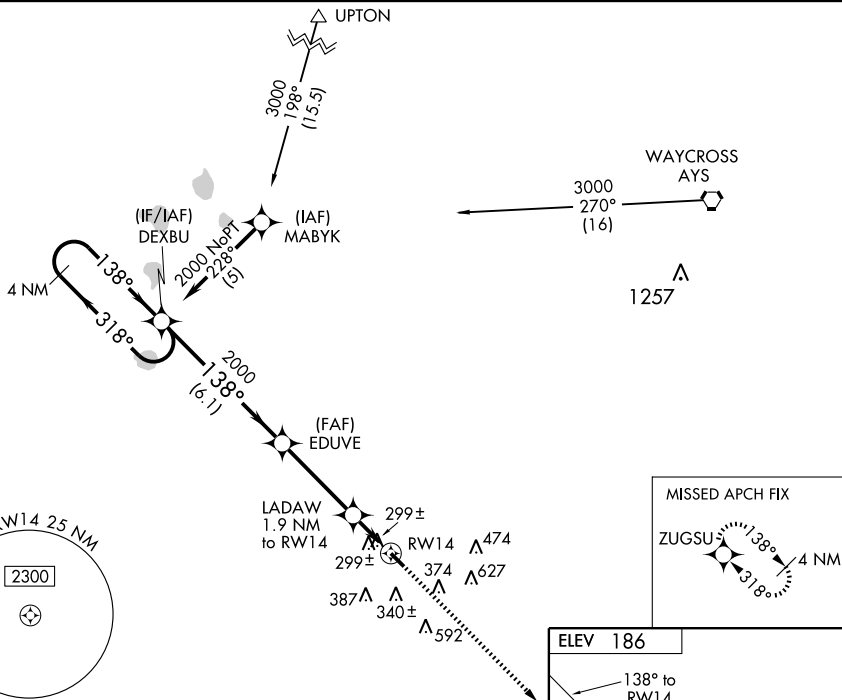 UPTON
3000
198°
(15.5)
WAYCROSS
AYS
3000
270°
(16)
1257
(IF/IAF)
DEXBU
(IAF)
MABYK
2000 NoPT
228°
(5)
4 NM
138°
318°
2000
138°
(6.1)
(FAF)
EDUVE
LADAW
1.9 NM
to RW14
299±
299±
RW14
474
374
627
387
340±
592
W14 25 NM
2300
MISSED APCH FIX
ZUGSU
138°
4 NM
318°
ELEV 186
138° to
RW14